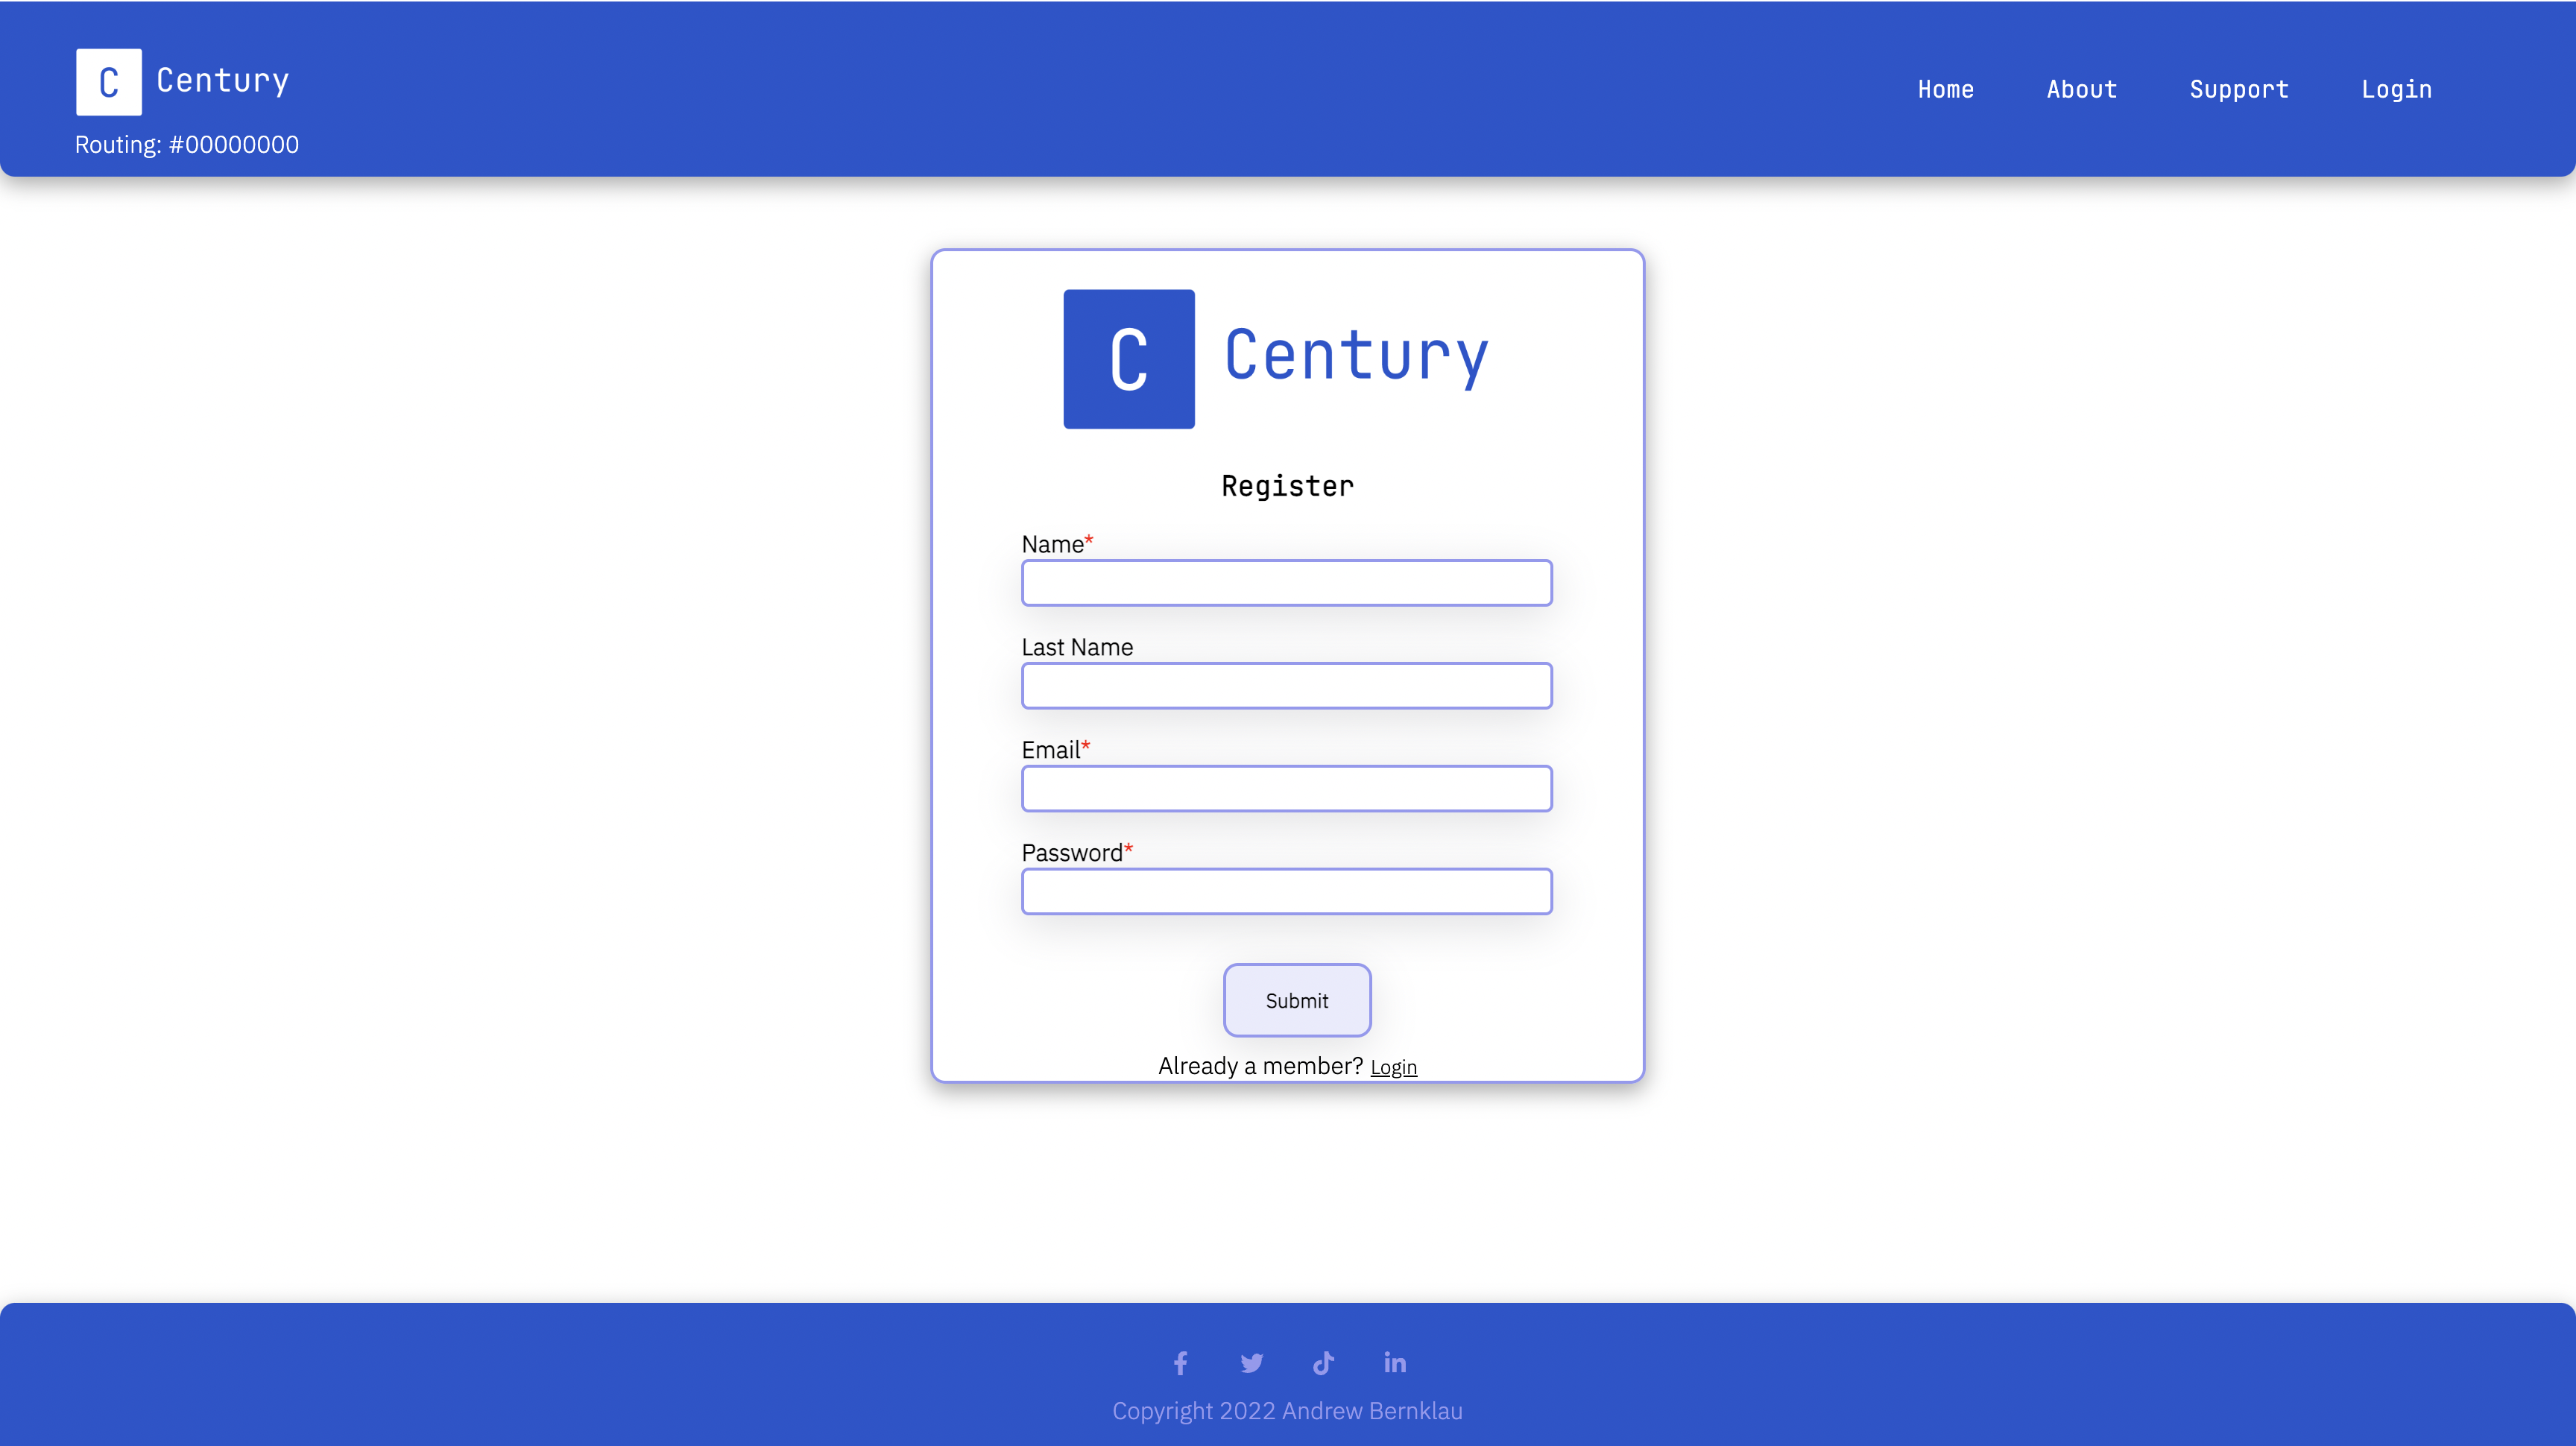 C Century
Home About Support Login
Routing: #00000000
C Century
Register
Name*
Last Name
Email*
Password*
Submit
Already a member? Login
Copyright 2022 Andrew Bernklau